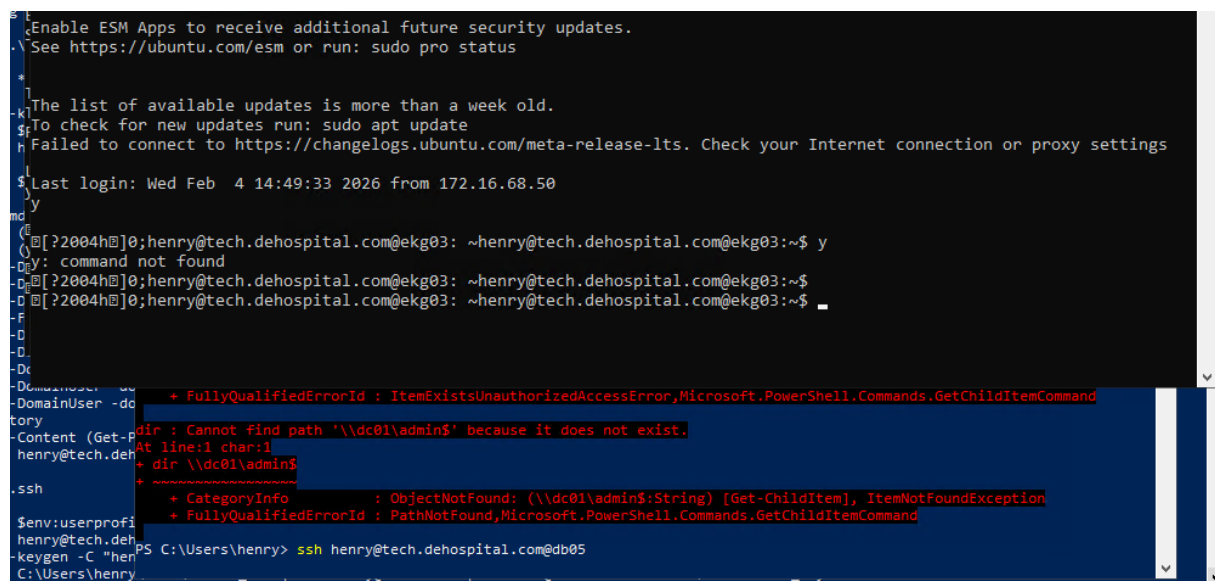 Enable ESM Apps to receive additional future security updates.
See https://ubuntu.com/esm or run: sudo pro status
The list of available updates is more than a week old.
To check for new updates run: sudo apt update
Failed to connect to https://changelogs.ubuntu.com/meta-release-lts. Check your Internet connection or proxy settings
Last login: Wed Feb  4 14:49:33 2026 from 172.16.68.50
y
[?2004h]0;henry@tech.dehospital.com@ekg03: ~henry@tech.dehospital.com@ekg03:~$ y
y: command not found
[?2004h]0;henry@tech.dehospital.com@ekg03: ~henry@tech.dehospital.com@ekg03:~$
[?2004h]0;henry@tech.dehospital.com@ekg03: ~henry@tech.dehospital.com@ekg03:~$
+ FullyQualifiedErrorId : ItemExistsUnauthorizedAccessError,Microsoft.PowerShell.Commands.GetChildItemCommand
-DomainUser -do
tory
dir : Cannot find path '\\dc01\admin$' because it does not exist.
-Content (Get-P
At line:1 char:1
henry@tech.deh
+ dir \\dc01\admin$
+ ~~~~~~~~~~~~~~~~~
.ssh
+ CategoryInfo          : ObjectNotFound: (\\dc01\admin$:String) [Get-ChildItem], ItemNotFoundException
+ FullyQualifiedErrorId : PathNotFound,Microsoft.PowerShell.Commands.GetChildItemCommand
$env:userprofi
henry@tech.deh
-keygen -C "hen
PS C:\Users\henry> ssh henry@tech.dehospital.com@db05
C:\Users\henry